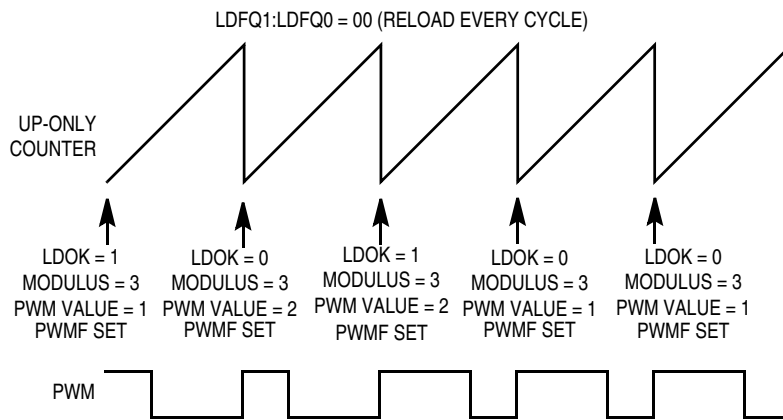 LDFQ1:LDFQ0 = 00 (RELOAD EVERY CYCLE)
UP-ONLY
COUNTER
LDOK = 1
MODULUS = 3
PWM VALUE = 1
PWMF SET
LDOK = 0
MODULUS = 3
PWM VALUE = 2
PWMF SET
LDOK = 1
MODULUS = 3
PWM VALUE = 2
PWMF SET
LDOK = 0
MODULUS = 3
PWM VALUE = 1
PWMF SET
LDOK = 0
MODULUS = 3
PWM VALUE = 1
PWMF SET
PWM